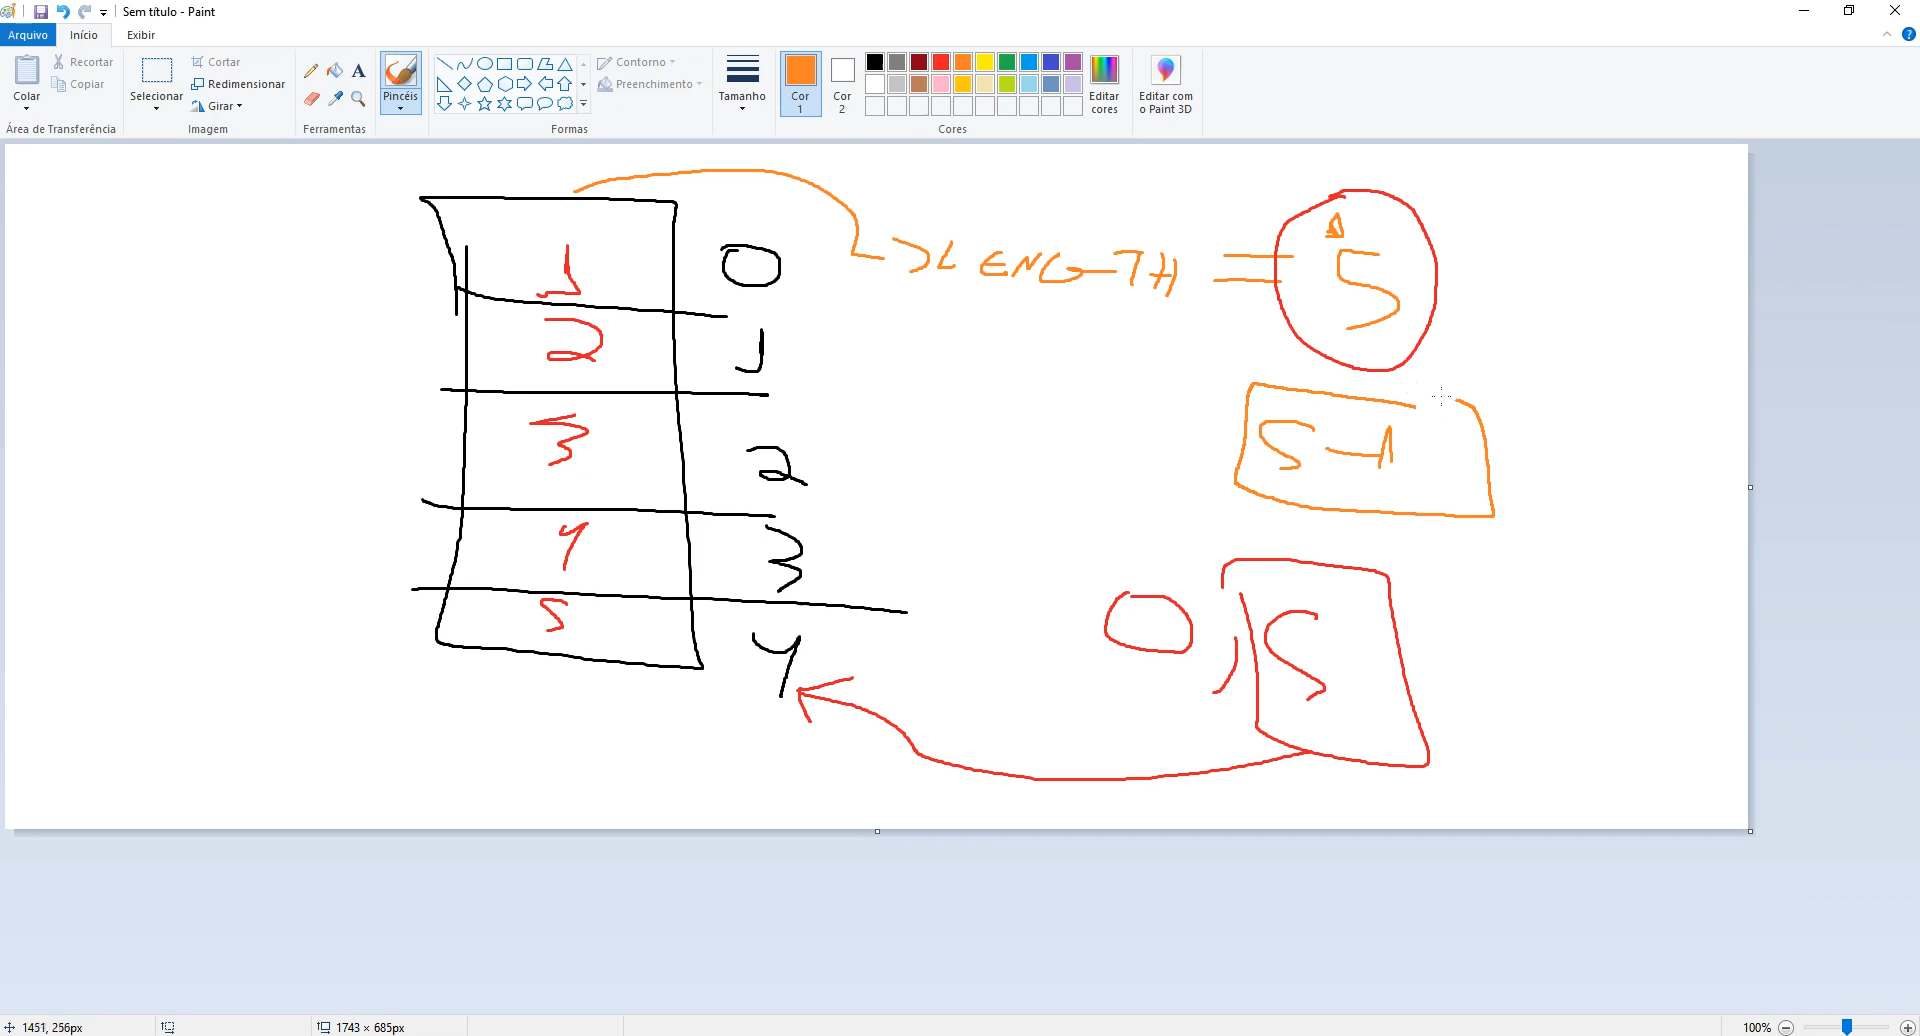 Sem título - Paint
Arquivo Início Exibir
Colar
Recortar
Copiar
Área de Transferência
Selecionar
Cortar
Redimensionar
Girar
Imagem
A
Ferramentas
Pincéis
Formas
Contorno
Preenchimento
Tamanho
Cor 1
Cor 2
Cores
Editar cores
Editar com o Paint 3D
?
1 0
2 1
3 2
4 3
5 4
LENGTH = 5
5-1
0, 5
1451, 256px
1743 × 685px
100%